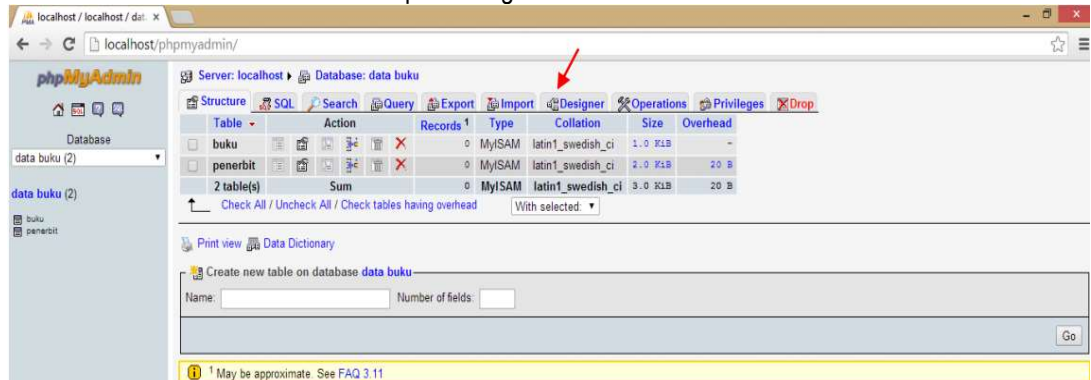 localhost / localhost / dat
localhost/phpmyadmin/
phpMyAdmin
Database
data buku (2)
data buku (2)
buku
penerbit
Server: localhost Database: data buku
Structure SQL Search Query Export Import Designer Operations Privileges Drop
Table Action Records 1 Type Collation Size Overhead
buku 0 MyISAM latin1_swedish_ci 1.0 KiB -
penerbit 0 MyISAM latin1_swedish_ci 2.0 KiB 20 B
2 table(s) Sum 0 MyISAM latin1_swedish_ci 3.0 KiB 20 B
Check All / Uncheck All / Check tables having overhead With selected:
Print view Data Dictionary
Create new table on database data buku
Name: Number of fields:
Go
1 May be approximate. See FAQ 3.11